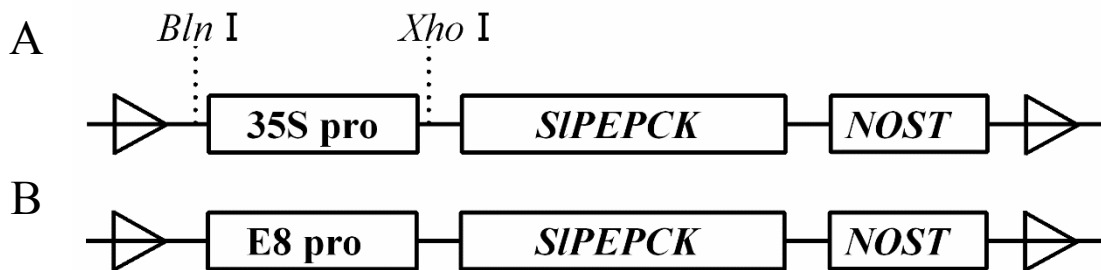 A
Bln I Xho I
35S pro SlPEPCK NOST
B
E8 pro SlPEPCK NOST